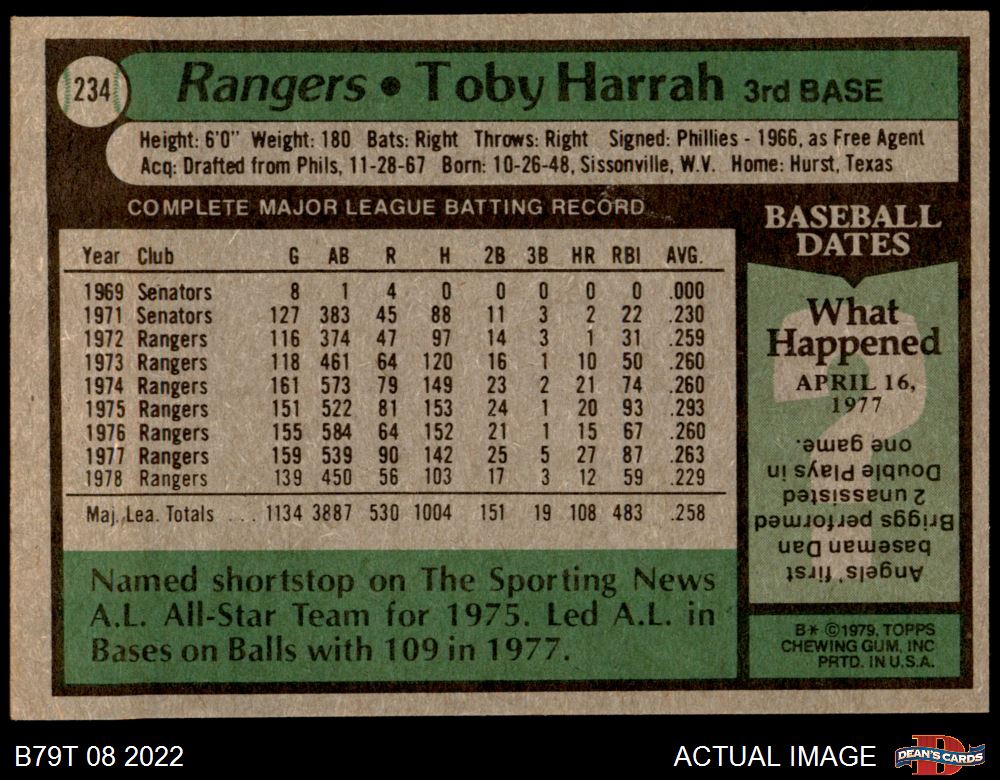 234
Rangers • Toby Harrah 3rd BASE
Height: 6'0" Weight: 180 Bats: Right Throws: Right Signed: Phillies - 1966, as Free Agent
Acq: Drafted from Phils, 11-28-67 Born: 10-26-48, Sissonville, W.V. Home: Hurst, Texas
COMPLETE MAJOR LEAGUE BATTING RECORD
Year Club G AB R H 2B 3B HR RBI AVG.
1969 Senators 8 1 4 0 0 0 0 0 .000
1971 Senators 127 383 45 88 11 3 2 22 .230
1972 Rangers 116 374 47 97 14 3 1 31 .259
1973 Rangers 118 461 64 120 16 1 10 50 .260
1974 Rangers 161 573 79 149 23 2 21 74 .260
1975 Rangers 151 522 81 153 24 1 20 93 .293
1976 Rangers 155 584 64 152 21 1 15 67 .260
1977 Rangers 159 539 90 142 25 5 27 87 .263
1978 Rangers 139 450 56 103 17 3 12 59 .229
Maj. Lea. Totals ... 1134 3887 530 1004 151 19 108 483 .258
Named shortstop on The Sporting News
A.L. All-Star Team for 1975. Led A.L. in
Bases on Balls with 109 in 1977.
BASEBALL
DATES
What
Happened
APRIL 16,
1977
Angels' first
baseman Dan
Briggs performed
2 unassisted
Double Plays in
one game.
B* ©1979, TOPPS
CHEWING GUM, INC
PRTD. IN U.S.A.
B79T 08 2022
ACTUAL IMAGE
D
DEAN'S CARDS